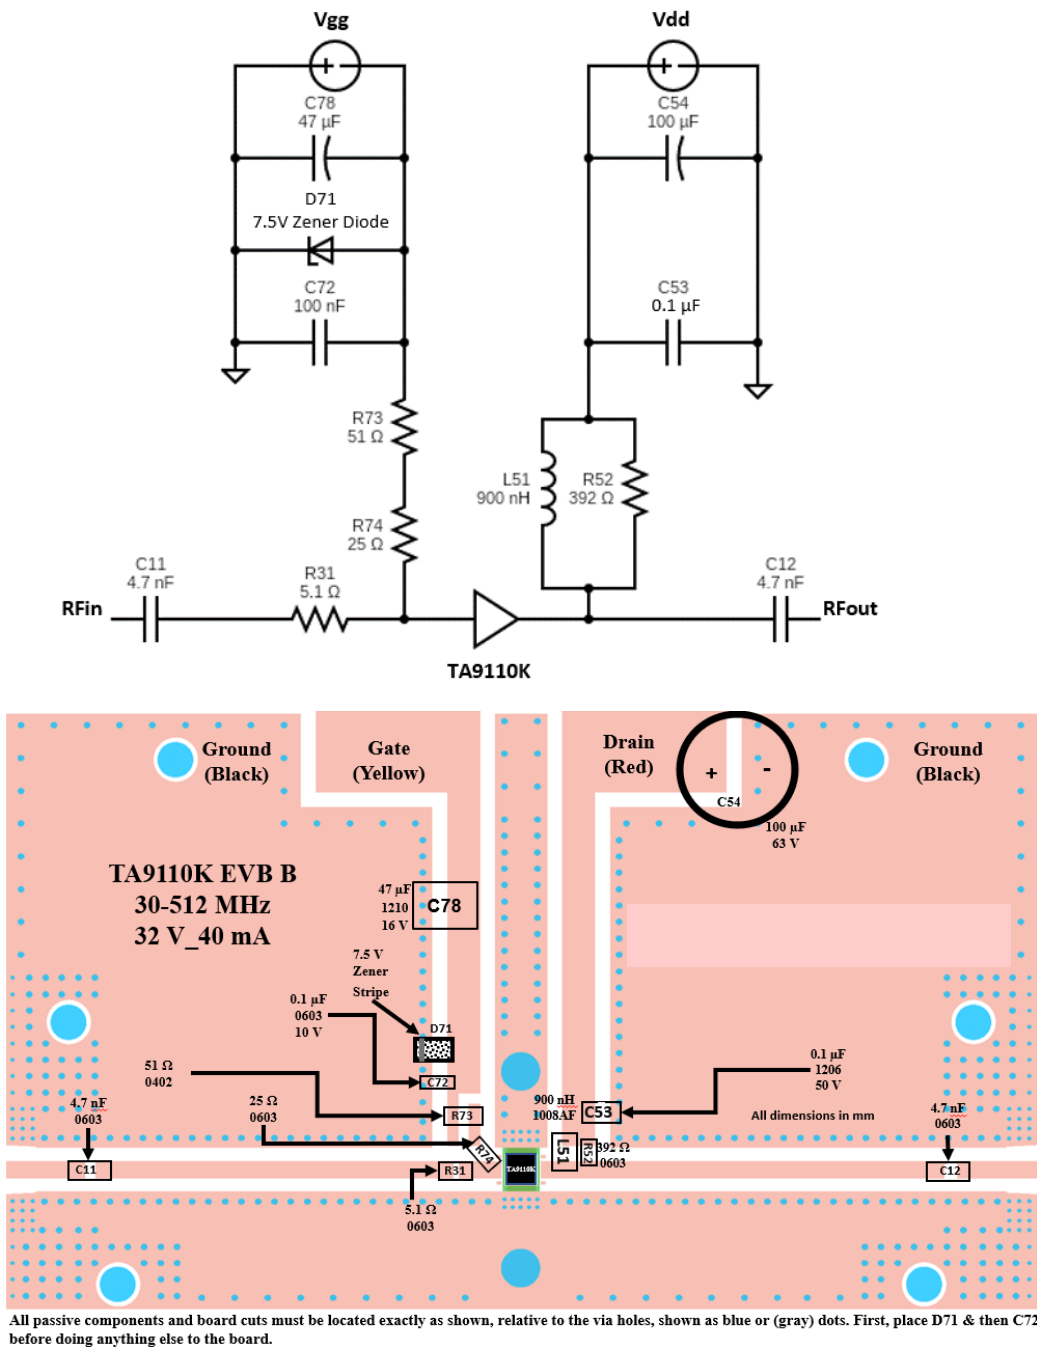 Vgg
Vdd
+ -
+ -
C78
47 µF
C54
100 µF
D71
7.5V Zener Diode
C72
100 nF
C53
0.1 µF
R73
51 Ω
L51
900 nH
R52
392 Ω
R74
25 Ω
C11
4.7 nF
R31
5.1 Ω
C12
4.7 nF
RFin
RFout
TA9110K
Ground
(Black)
Gate
(Yellow)
Drain
(Red)
Ground
(Black)
+ -
C54
100 µF
63 V
TA9110K EVB B
30-512 MHz
32 V_40 mA
47 µF
1210
16 V
C78
7.5 V
Zener
Stripe
0.1 µF
0603
10 V
D71
C72
51 Ω
0402
R73
25 Ω
0603
R74
900 nH
1008AF
C53
0.1 µF
1206
50 V
All dimensions in mm
4.7 nF
0603
4.7 nF
0603
C11
R31
TA9110K
L51
R52
392 Ω
0603
C12
5.1 Ω
0603
All passive components and board cuts must be located exactly as shown, relative to the via holes, shown as blue or (gray) dots. First, place D71 & then C72
before doing anything else to the board.